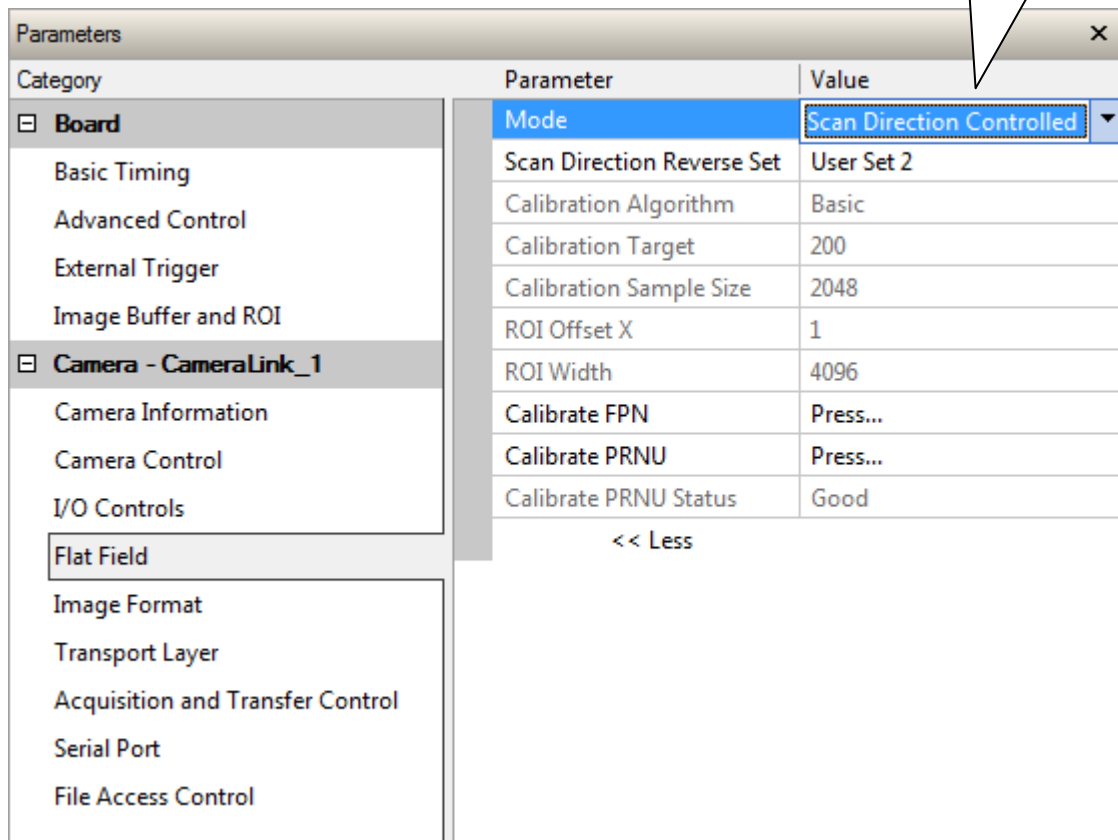 Parameters
Category
Board
Basic Timing
Advanced Control
External Trigger
Image Buffer and ROI
Camera - CameraLink_1
Camera Information
Camera Control
I/O Controls
Flat Field
Image Format
Transport Layer
Acquisition and Transfer Control
Serial Port
File Access Control
Parameter Value
Mode Scan Direction Controlled
Scan Direction Reverse Set User Set 2
Calibration Algorithm Basic
Calibration Target 200
Calibration Sample Size 2048
ROI Offset X 1
ROI Width 4096
Calibrate FPN Press...
Calibrate PRNU Press...
Calibrate PRNU Status Good
<< Less